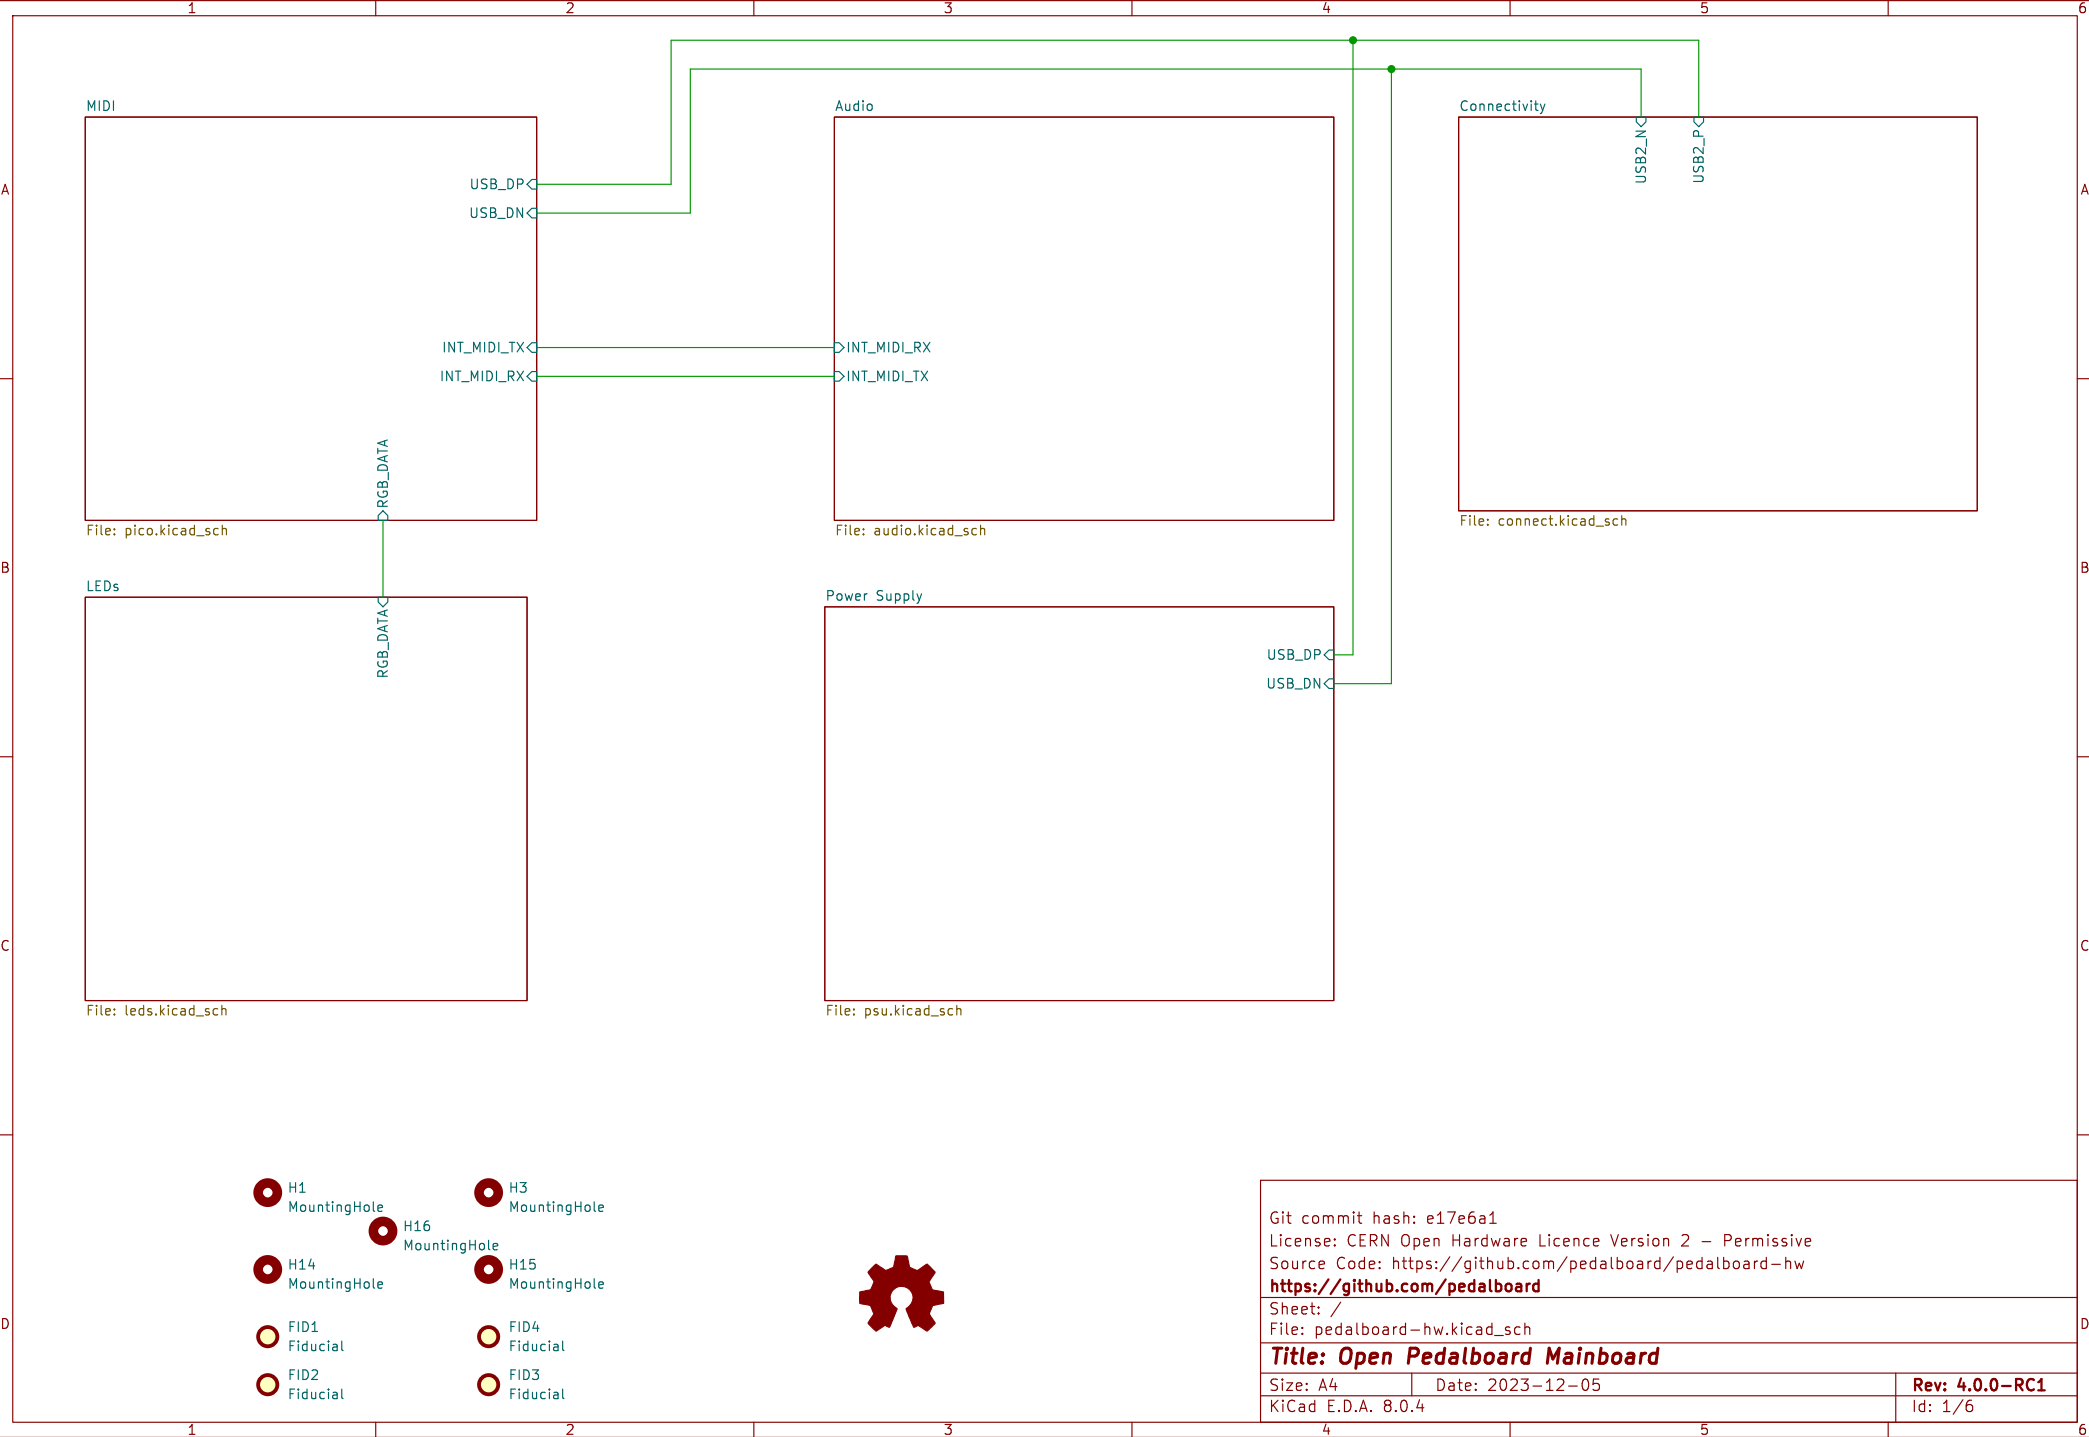 1 2 3 4 5 6
MIDI
Audio
Connectivity
USB2_N
USB2_P
A
A
USB_DP
USB_DN
INT_MIDI_TX
INT_MIDI_RX
INT_MIDI_RX
INT_MIDI_TX
RGB_DATA
File: pico.kicad_sch
File: audio.kicad_sch
File: connect.kicad_sch
B
B
LEDs
Power Supply
RGB_DATA
USB_DP
USB_DN
C
C
File: leds.kicad_sch
File: psu.kicad_sch
H1
MountingHole
H3
MountingHole
H16
MountingHole
H14
MountingHole
H15
MountingHole
FID1
Fiducial
FID4
Fiducial
FID2
Fiducial
FID3
Fiducial
D
D
Git commit hash: e17e6a1
License: CERN Open Hardware Licence Version 2 - Permissive
Source Code: https://github.com/pedalboard/pedalboard-hw
https://github.com/pedalboard
Sheet: /
File: pedalboard-hw.kicad_sch
Title: Open Pedalboard Mainboard
Size: A4 Date: 2023-12-05 Rev: 4.0.0-RC1
KiCad E.D.A. 8.0.4 Id: 1/6
1 2 3 4 5 6